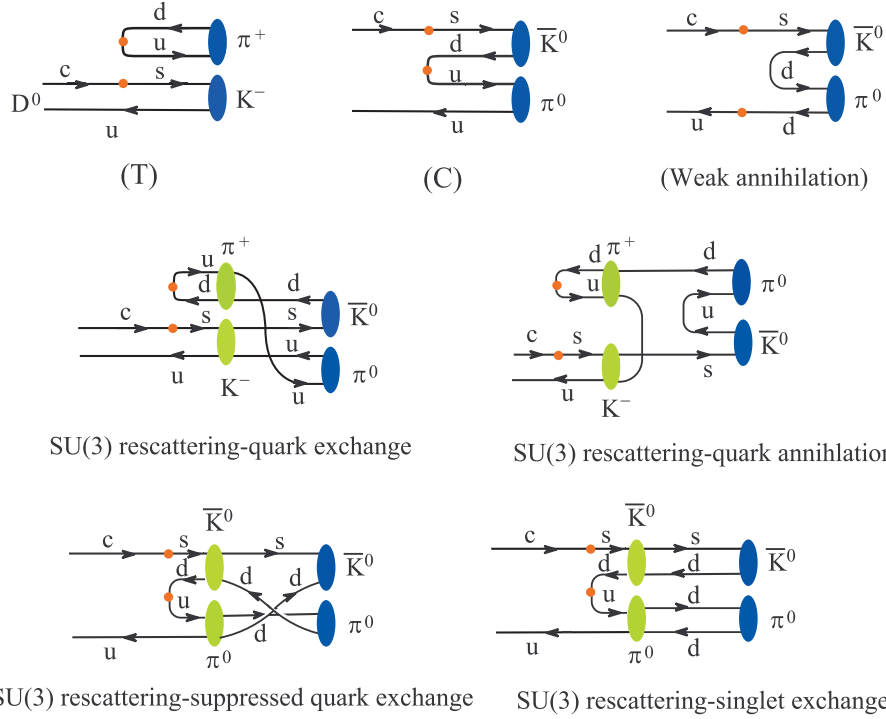 d
u
π⁺
c
s
D⁰
K⁻
u
(T)
c
s
K̅⁰
d
u
π⁰
u
(C)
c
s
K̅⁰
d
π⁰
u
d
(Weak annihilation)
π⁺
u
d
d
c
s
s
K̅⁰
u
u
K⁻
π⁰
u
SU(3) rescattering-quark exchange
π⁺
d
d
u
π⁰
u
c
s
K̅⁰
u
s
K⁻
SU(3) rescattering-quark annihlation
K̅⁰
c
s
s
K̅⁰
d
d
d
u
d
π⁰
u
π⁰
SU(3) rescattering-suppressed quark exchange
K̅⁰
c
s
s
K̅⁰
d
d
u
d
π⁰
u
π⁰
d
SU(3) rescattering-singlet exchange